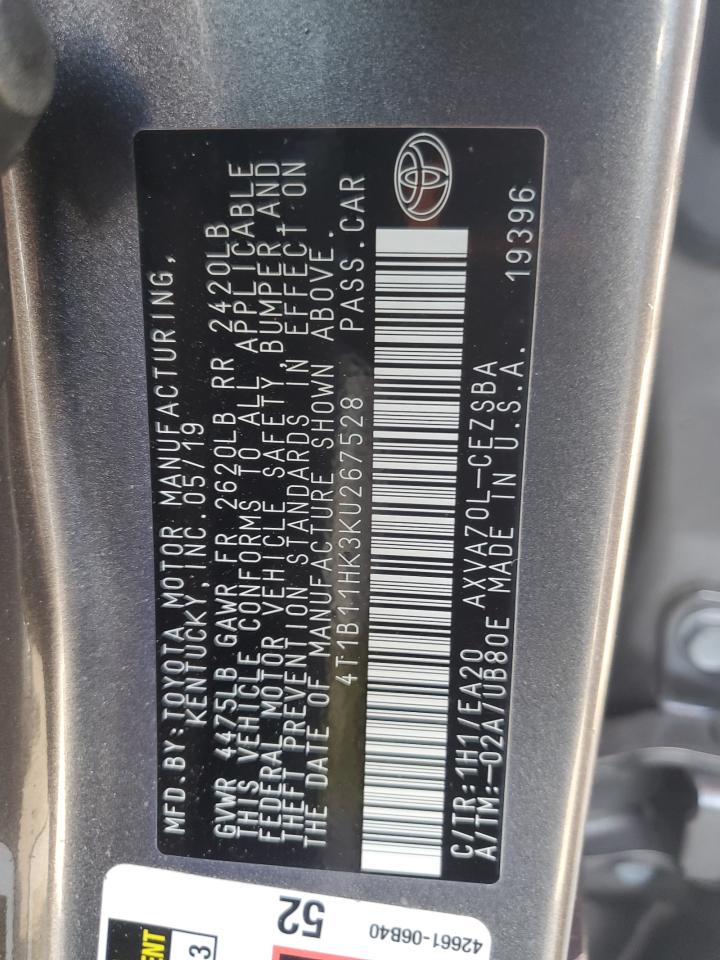 MFD.BY:TOYOTA MOTOR MANUFACTURING,
KENTUCKY, INC.05/19
GVWR 4475LB GAWR FR 2620LB RR 2420LB
THIS VEHICLE CONFORMS TO ALL APPLICABLE
FEDERAL MOTOR VEHICLE SAFETY, BUMPER, AND
THEFT PREVENTION STANDARDS IN EFFECT ON
THE DATE OF MANUFACTURE SHOWN ABOVE.
4T1B11HK3KU267528 PASS.CAR
C/TR:1H1/EA20 AXVA70L-CEZSBA 19396
A/TM:-02A/UB80E MADE IN U.S.A.
52
42661-06B40
3